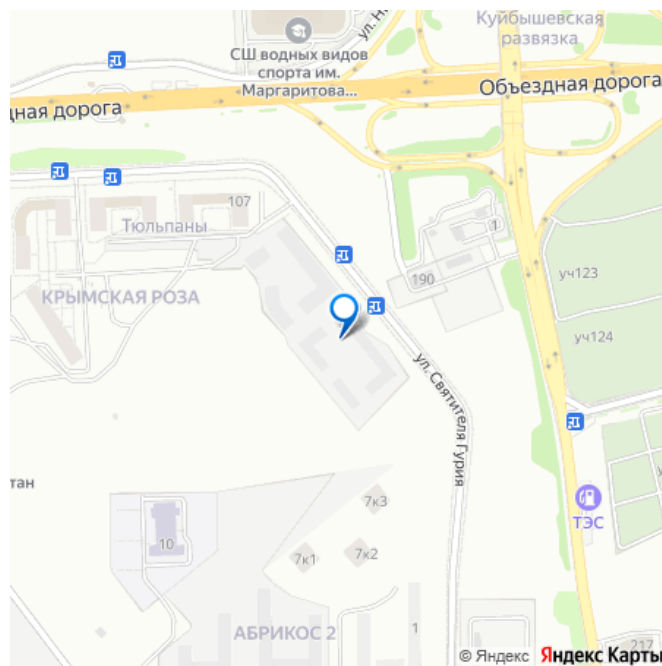 Куйбышевская
развязка
ул. Н
СШ водных видов
спорта им.
Маргаритова...
Объездная дорога
дная дорога
107
Тюльпаны
1
190
уч123
КРЫМСКАЯ РОЗА
уч124
ул. Святителя Гурия
тан
7к3
ТЭС
10
7к1
7к2
АБРИКОС 2
1
217
© Яндекс Яндекс Карты